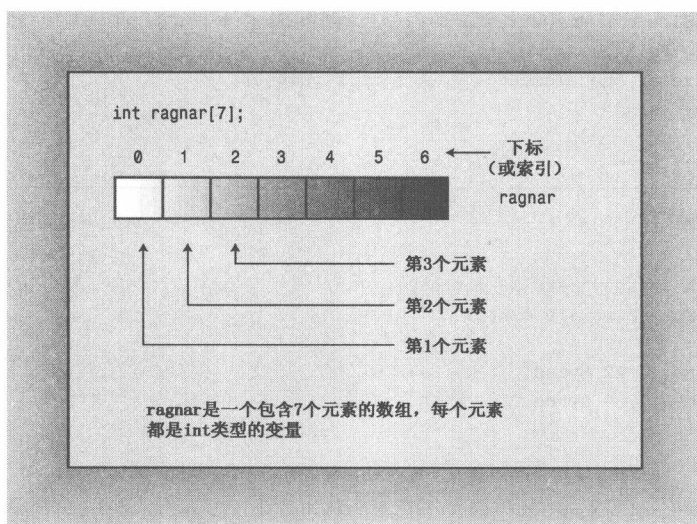 int ragnar[7];
0 1 2 3 4 5 6
下标
(或索引)
ragnar
第3个元素
第2个元素
第1个元素
ragnar是一个包含7个元素的数组，每个元素
都是int类型的变量